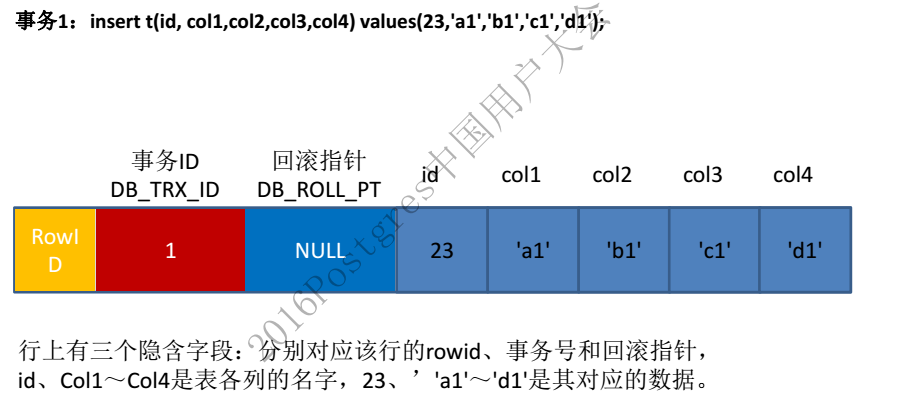 事务1：insert t(id, col1,col2,col3,col4) values(23,'a1','b1','c1','d1');
事务ID 回滚指针
DB_TRX_ID DB_ROLL_PT id col1 col2 col3 col4
RowI
D 1 NULL 23 'a1' 'b1' 'c1' 'd1'
行上有三个隐含字段：分别对应该行的rowid、事务号和回滚指针，
id、Col1～Col4是表各列的名字，23、’'a1'～'d1'是其对应的数据。
2016Postgres中国用户大会